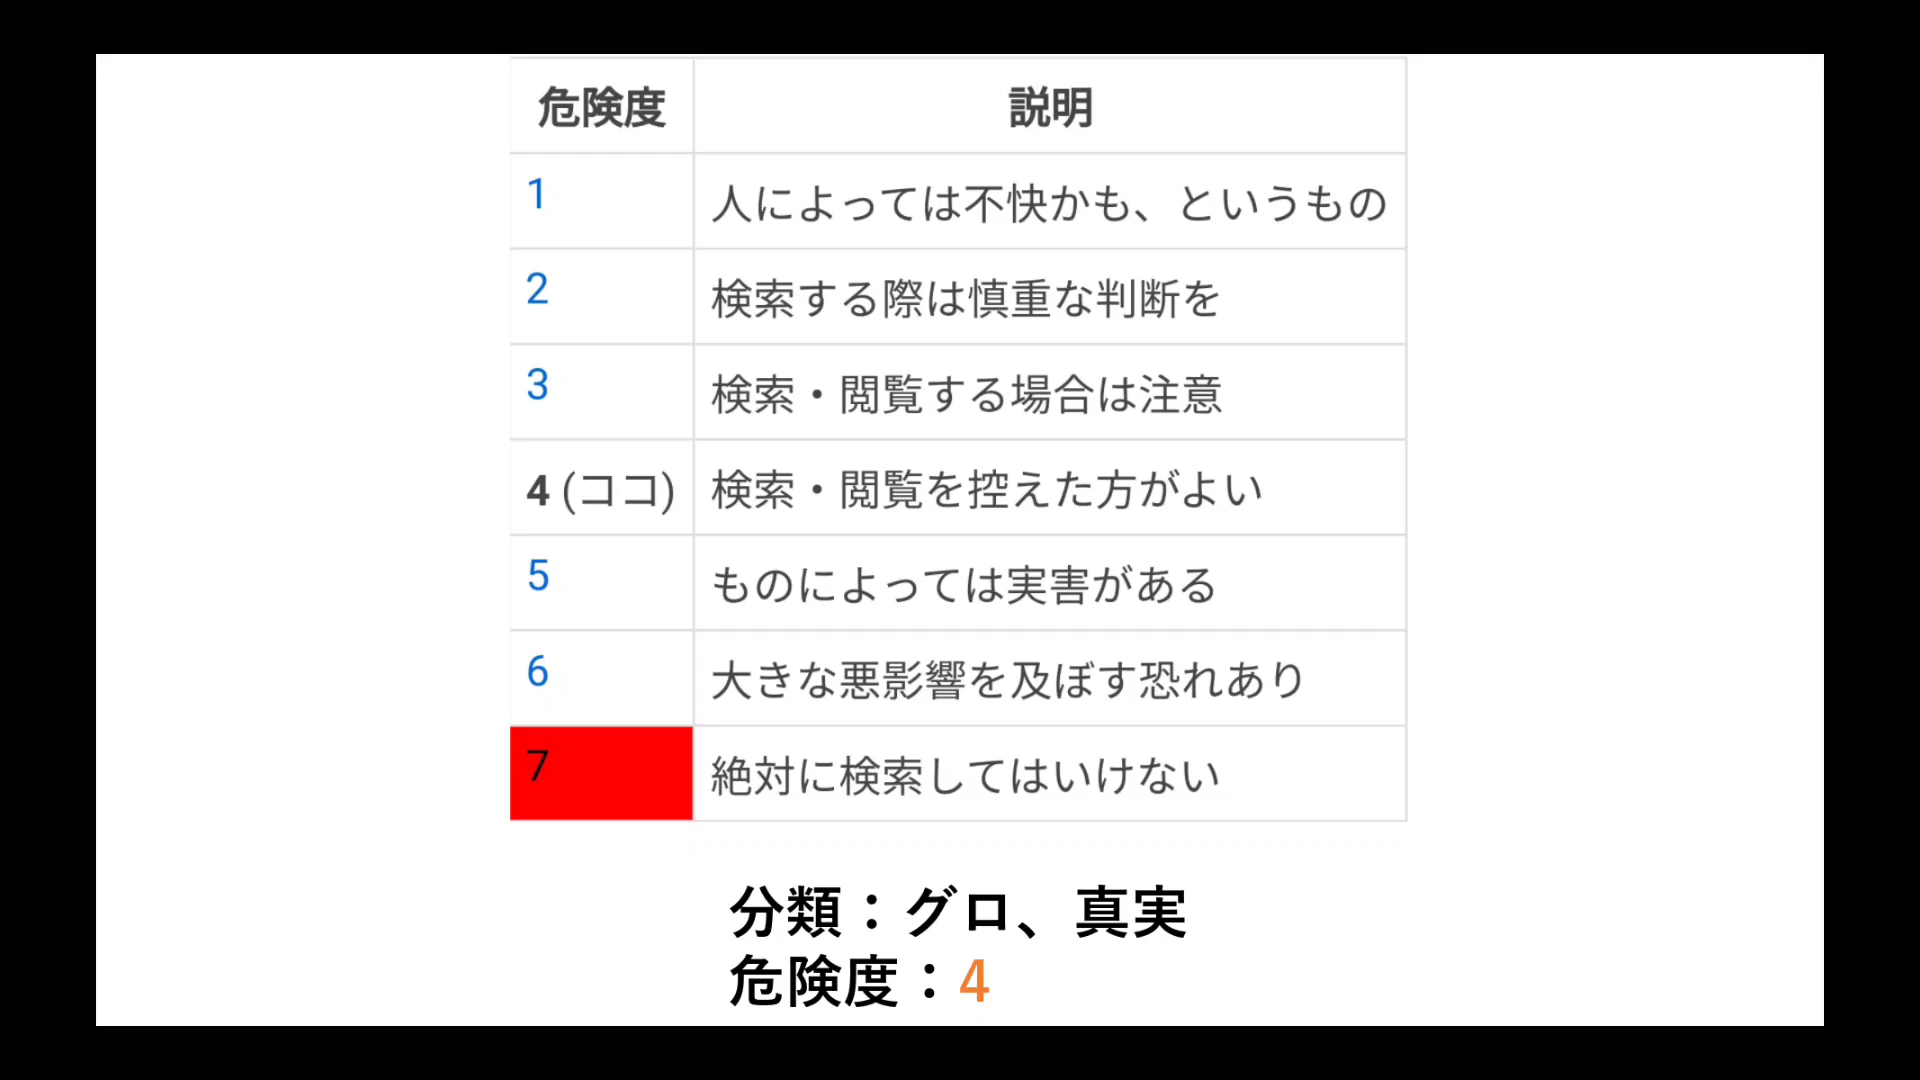 危険度 説明
1 人によっては不快かも、というもの
2 検索する際は慎重な判断を
3 検索・閲覧する場合は注意
4 (ココ) 検索・閲覧を控えた方がよい
5 ものによっては実害がある
6 大きな悪影響を及ぼす恐れあり
7 絶対に検索してはいけない
分類：グロ、真実
危険度：4